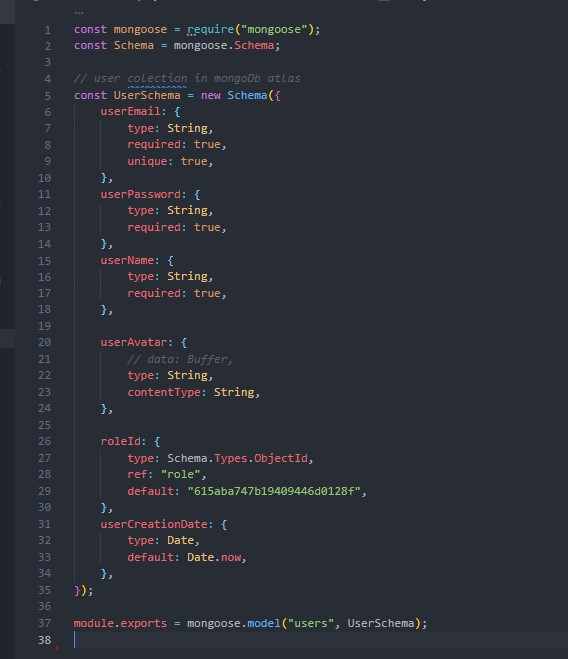 ...
1 const mongoose = require("mongoose");
2 const Schema = mongoose.Schema;
3
4 // user colection in mongoDb atlas
5 const UserSchema = new Schema({
6     userEmail: {
7         type: String,
8         required: true,
9         unique: true,
10     },
11     userPassword: {
12         type: String,
13         required: true,
14     },
15     userName: {
16         type: String,
17         required: true,
18     },
19
20     userAvatar: {
21         // data: Buffer,
22         type: String,
23         contentType: String,
24     },
25
26     roleId: {
27         type: Schema.Types.ObjectId,
28         ref: "role",
29         default: "615aba747b19409446d0128f",
30     },
31     userCreationDate: {
32         type: Date,
33         default: Date.now,
34     },
35 });
36
37 module.exports = mongoose.model("users", UserSchema);
38